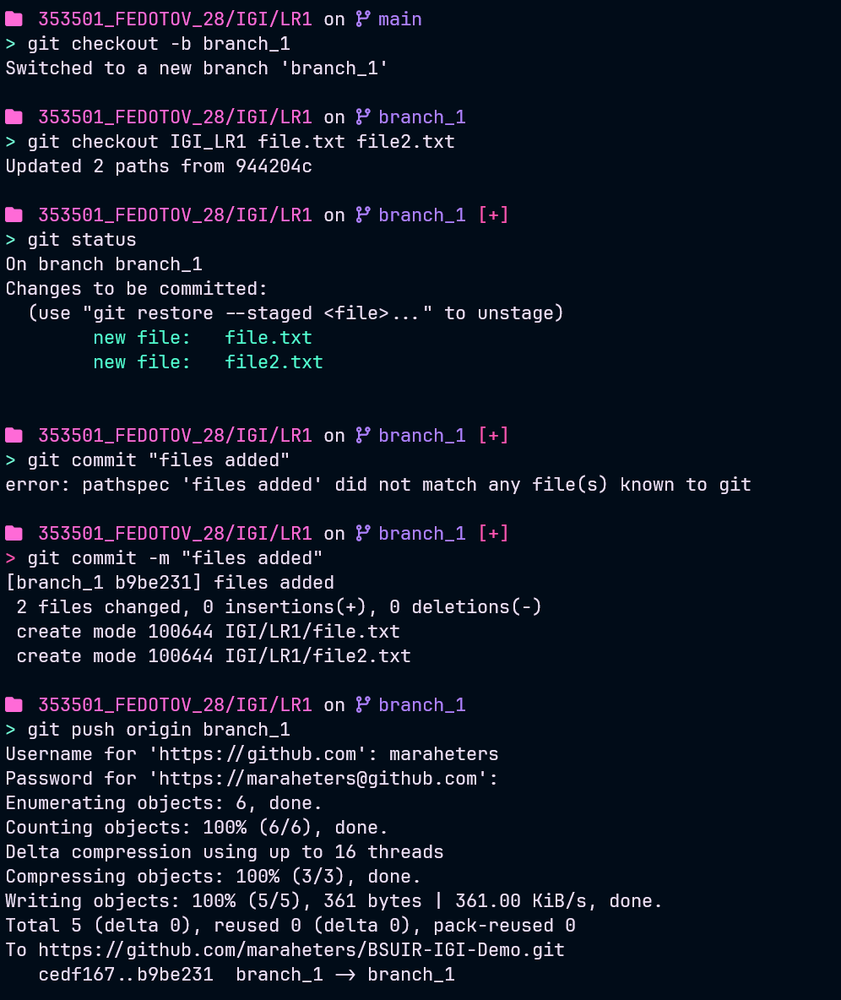 353501_FEDOTOV_28/IGI/LR1 on main
> git checkout -b branch_1
Switched to a new branch 'branch_1'
353501_FEDOTOV_28/IGI/LR1 on branch_1
> git checkout IGI_LR1 file.txt file2.txt
Updated 2 paths from 944204c
353501_FEDOTOV_28/IGI/LR1 on branch_1 [+]
> git status
On branch branch_1
Changes to be committed:
  (use "git restore --staged <file>..." to unstage)
        new file:   file.txt
        new file:   file2.txt
353501_FEDOTOV_28/IGI/LR1 on branch_1 [+]
> git commit "files added"
error: pathspec 'files added' did not match any file(s) known to git
353501_FEDOTOV_28/IGI/LR1 on branch_1 [+]
> git commit -m "files added"
[branch_1 b9be231] files added
 2 files changed, 0 insertions(+), 0 deletions(-)
 create mode 100644 IGI/LR1/file.txt
 create mode 100644 IGI/LR1/file2.txt
353501_FEDOTOV_28/IGI/LR1 on branch_1
> git push origin branch_1
Username for 'https://github.com': maraheters
Password for 'https://maraheters@github.com':
Enumerating objects: 6, done.
Counting objects: 100% (6/6), done.
Delta compression using up to 16 threads
Compressing objects: 100% (3/3), done.
Writing objects: 100% (5/5), 361 bytes | 361.00 KiB/s, done.
Total 5 (delta 0), reused 0 (delta 0), pack-reused 0
To https://github.com/maraheters/BSUIR-IGI-Demo.git
   cedf167..b9be231  branch_1 -> branch_1